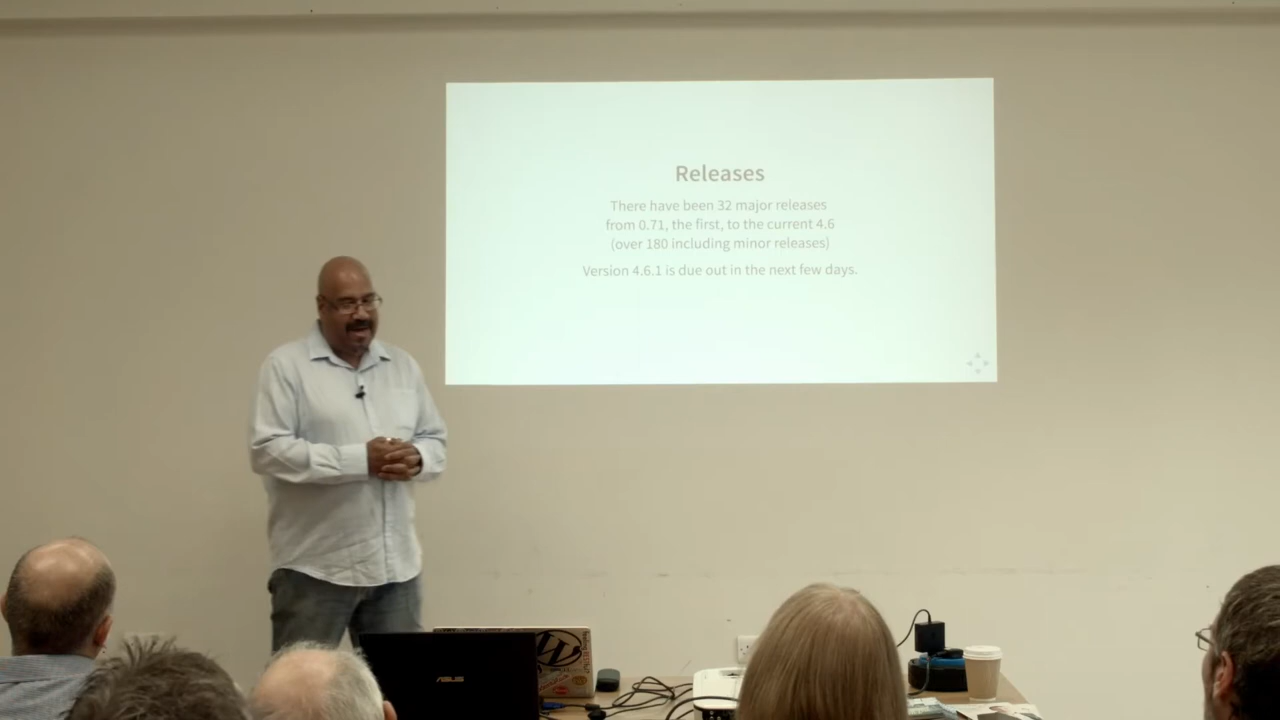 Releases
There have been 32 major releases
from 0.71, the first, to the current 4.6
(over 180 including minor releases)
Version 4.6.1 is due out in the next few days.
ASUS